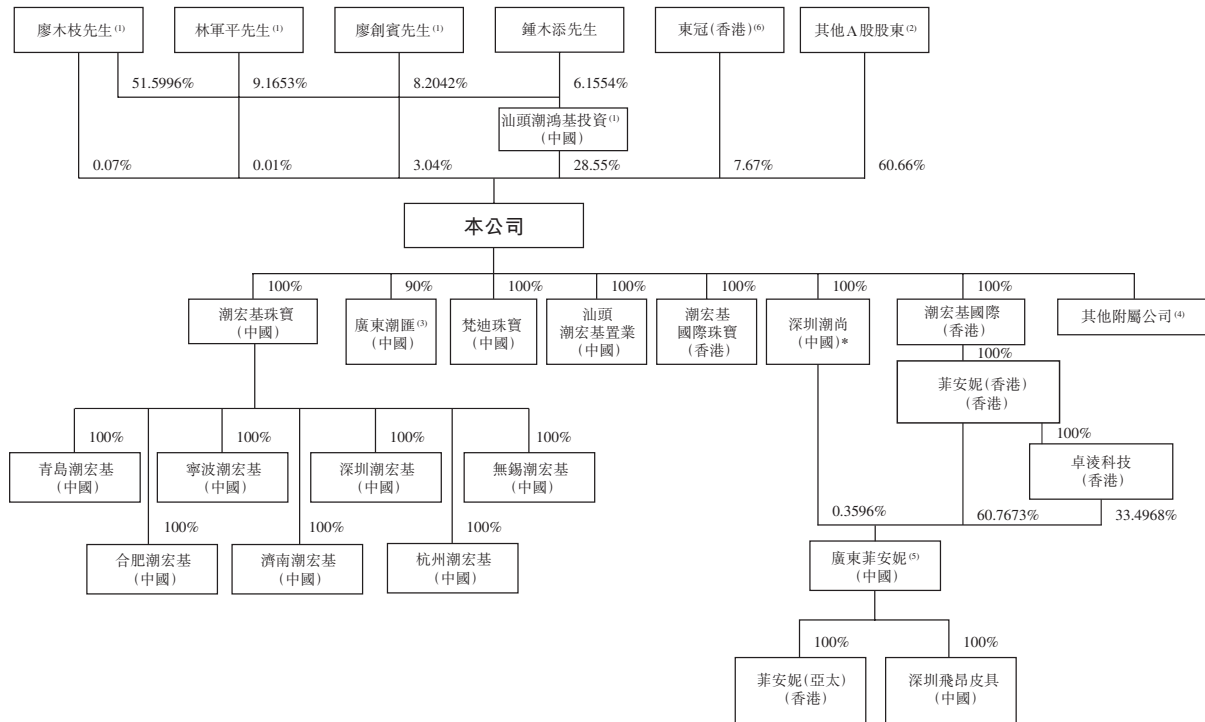 廖木枝先生(1)
林軍平先生(1)
廖創賓先生(1)
鍾木添先生
東冠(香港)(6)
其他A股股東(2)
51.5996%
9.1653%
8.2042%
6.1554%
汕頭潮鴻基投資(1)
(中國)
0.07%
0.01%
3.04%
28.55%
7.67%
60.66%
本公司
100%
90%
100%
100%
100%
100%
100%
100%
潮宏基珠寶
(中國)
廣東潮匯(3)
(中國)
梵迪珠寶
(中國)
汕頭
潮宏基置業
(中國)
潮宏基
國際珠寶
(香港)
深圳潮尚
(中國)*
潮宏基國際
(香港)
其他附屬公司(4)
100%
菲安妮(香港)
(香港)
100%
卓淩科技
(香港)
100%
100%
100%
100%
青島潮宏基
(中國)
寧波潮宏基
(中國)
深圳潮宏基
(中國)
無錫潮宏基
(中國)
100%
100%
100%
合肥潮宏基
(中國)
濟南潮宏基
(中國)
杭州潮宏基
(中國)
0.3596%
60.7673%
33.4968%
廣東菲安妮(5)
(中國)
100%
100%
菲安妮(亞太)
(香港)
深圳飛昂皮具
(中國)